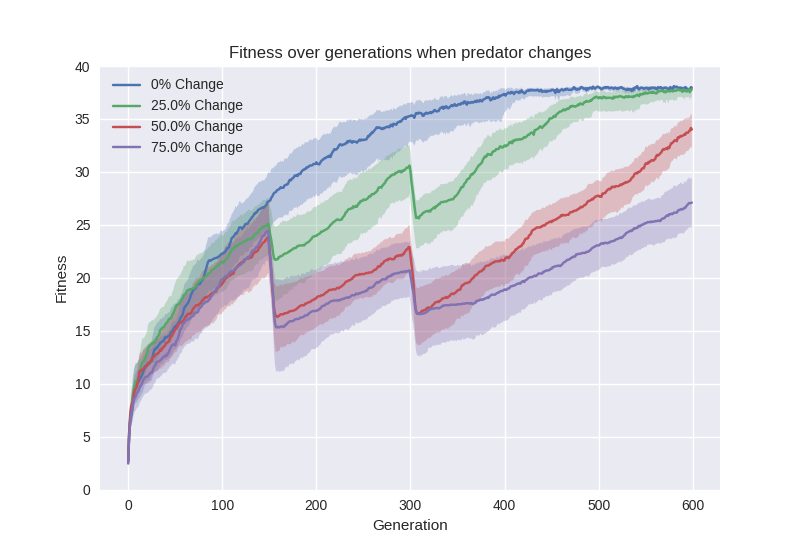 Fitness over generations when predator changes
0% Change
25.0% Change
50.0% Change
75.0% Change
Fitness
40
35
30
25
20
15
10
5
0
0 100 200 300 400 500 600
Generation